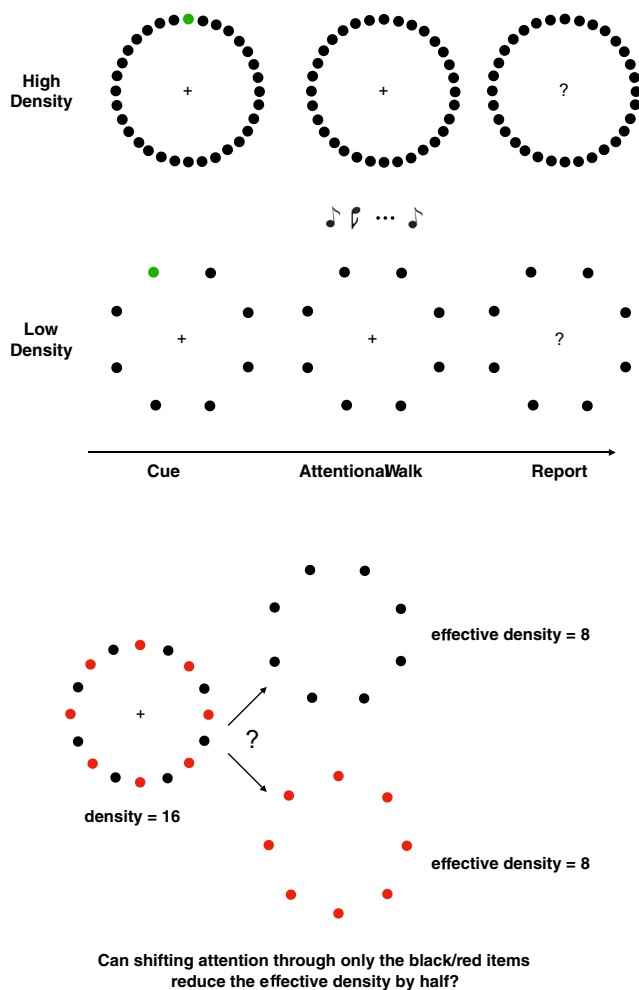 High
Density
+
+
?
...
Low
Density
+
+
?
Cue
AttentionalWalk
Report
effective density = 8
+
?
density = 16
effective density = 8
Can shifting attention through only the black/red items
reduce the effective density by half?